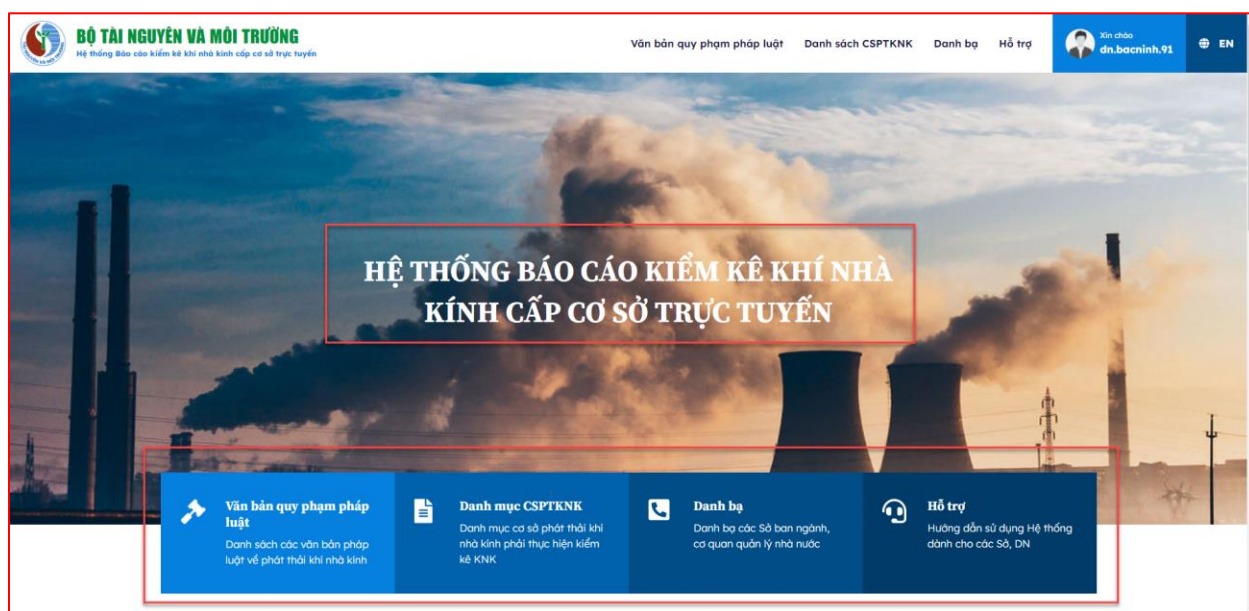 BỘ TÀI NGUYÊN VÀ MÔI TRƯỜNG
Hệ thống Báo cáo kiểm kê khí nhà kính cấp cơ sở trực tuyến
Văn bản quy phạm pháp luật Danh sách CSPTKNK Danh bạ Hỗ trợ
Xin chào
dn.bacninh.91
EN
HỆ THỐNG BÁO CÁO KIỂM KÊ KHÍ NHÀ
KÍNH CẤP CƠ SỞ TRỰC TUYẾN
Văn bản quy phạm pháp
luật
Danh sách các văn bản pháp
luật về phát thải khí nhà kính
Danh mục CSPTKNK
Danh mục cơ sở phát thải khí
nhà kính phải thực hiện kiểm
kê KNK
Danh bạ
Danh bạ các Sở ban ngành,
cơ quan quản lý nhà nước
Hỗ trợ
Hướng dẫn sử dụng Hệ thống
dành cho các Sở, DN